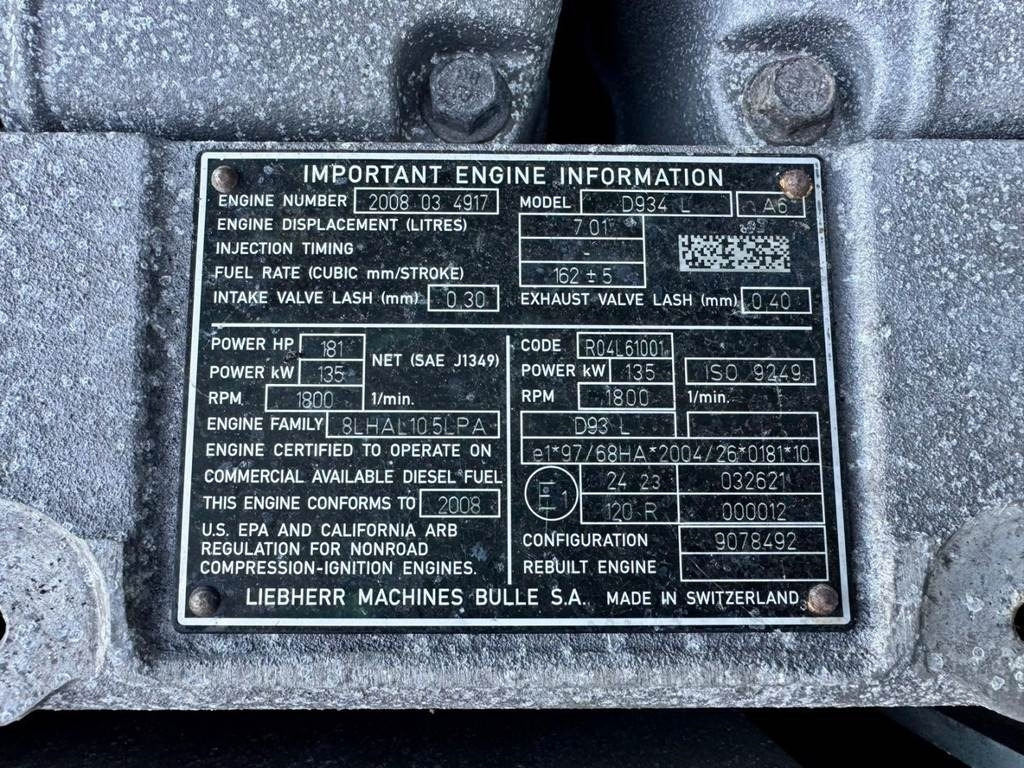 IMPORTANT ENGINE INFORMATION
ENGINE NUMBER 2008 03 4917 MODEL D934 L A6
ENGINE DISPLACEMENT (LITRES) 7.01
INJECTION TIMING -
FUEL RATE (CUBIC mm/STROKE) 162 ± 5
INTAKE VALVE LASH (mm) 0.30 EXHAUST VALVE LASH (mm) 0.40
POWER HP 181
POWER kW 135 NET (SAE J1349)
RPM 1800 1/min.
ENGINE FAMILY 8LHAL10.5LPA
ENGINE CERTIFIED TO OPERATE ON
COMMERCIAL AVAILABLE DIESEL FUEL
THIS ENGINE CONFORMS TO 2008
U.S. EPA AND CALIFORNIA ARB
REGULATION FOR NONROAD
COMPRESSION-IGNITION ENGINES.
CODE R04L61001
POWER kW 135 ISO 9249
RPM 1800 1/min.
D93 L
e1*97/68HA*2004/26*0181*10
24 23 032621
120 R 000012
CONFIGURATION 9078492
REBUILT ENGINE
LIEBHERR MACHINES BULLE S.A. MADE IN SWITZERLAND